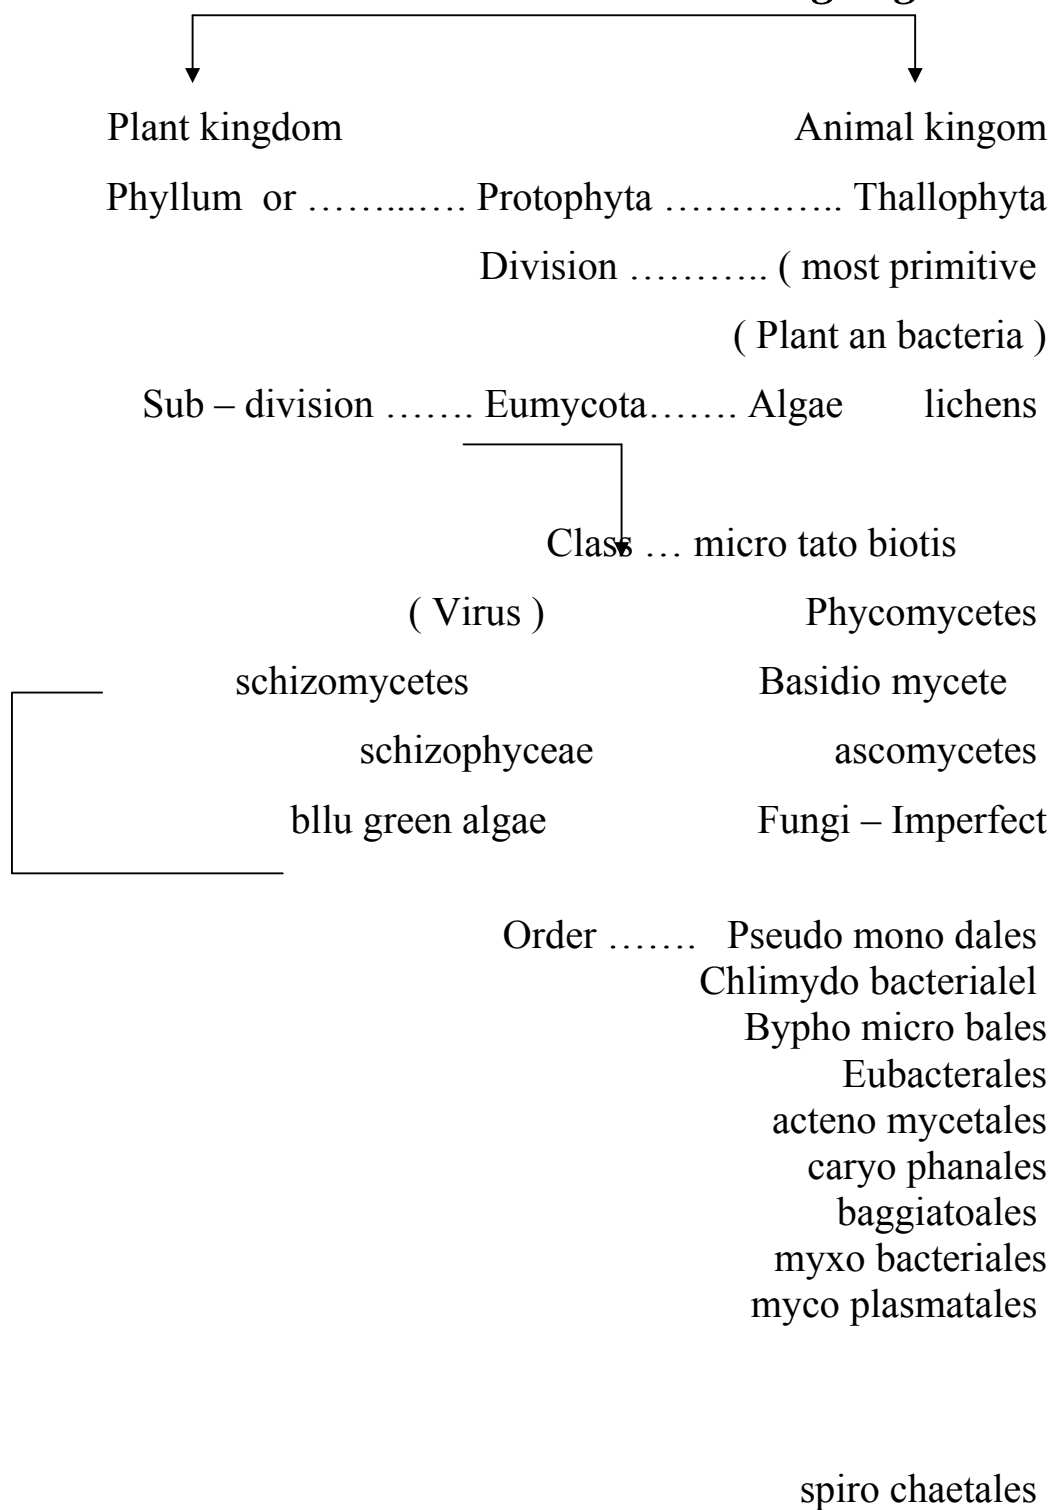 Plant kingdom Animal kingom
Phyllum or ……...…. Protophyta ………….. Thallophyta
Division ……….. ( most primitive
( Plant an bacteria )
Sub – division ……. Eumycota……. Algae lichens
Class … micro tato biotis
( Virus ) Phycomycetes
schizomycetes Basidio mycete
schizophyceae ascomycetes
bllu green algae Fungi – Imperfect
Order ……. Pseudo mono dales
Chlimydo bacterialel
Bypho micro bales
Eubacterales
acteno mycetales
caryo phanales
baggiatoales
myxo bacteriales
myco plasmatales
spiro chaetales